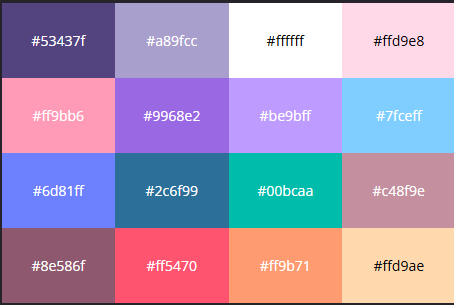 #53437f #a89fcc #ffffff #ffd9e8
#ff9bb6 #9968e2 #be9bff #7fceff
#6d81ff #2c6f99 #00bcaa #c48f9e
#8e586f #ff5470 #ff9b71 #ffd9ae